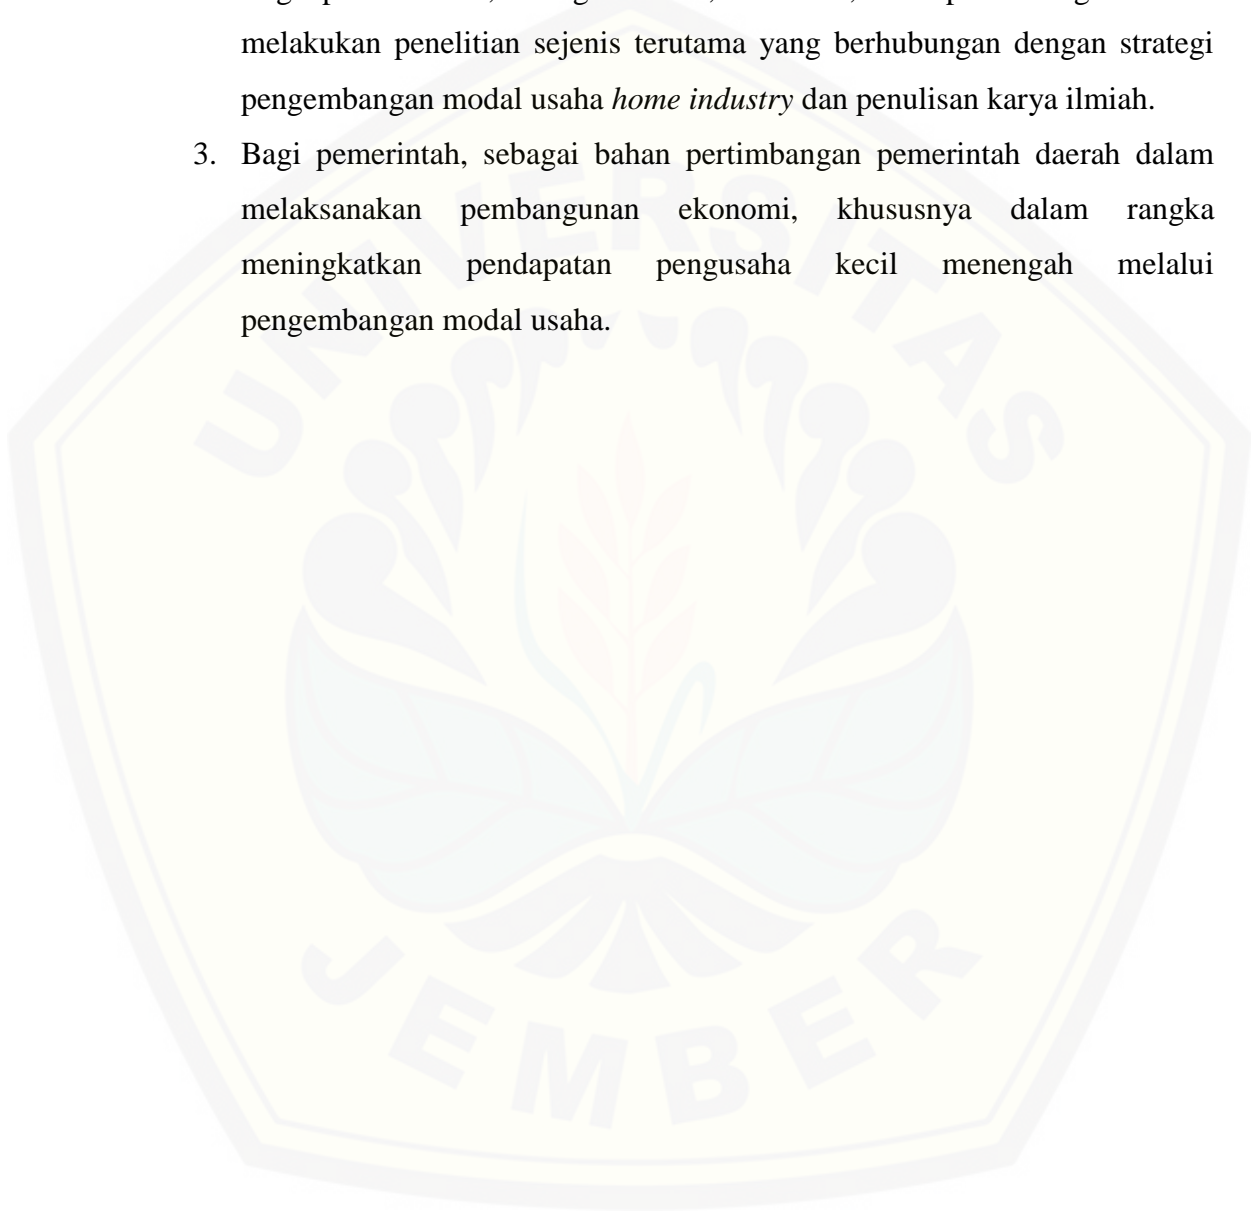 melakukan penelitian sejenis terutama yang berhubungan dengan strategi
pengembangan modal usaha home industry dan penulisan karya ilmiah.
3. Bagi pemerintah, sebagai bahan pertimbangan pemerintah daerah dalam
melaksanakan pembangunan ekonomi, khususnya dalam rangka
meningkatkan pendapatan pengusaha kecil menengah melalui
pengembangan modal usaha.
UNIVERSITAS
JEMBER